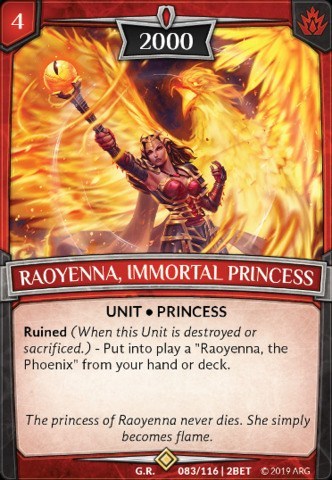 4
2000
RAOYENNA, IMMORTAL PRINCESS
UNIT • PRINCESS
Ruined (When this Unit is destroyed or
sacrificed.) - Put into play a "Raoyenna, the
Phoenix" from your hand or deck.
The princess of Raoyenna never dies. She simply
becomes flame.
G.R. 083/116 | 2BET © 2019 ARG